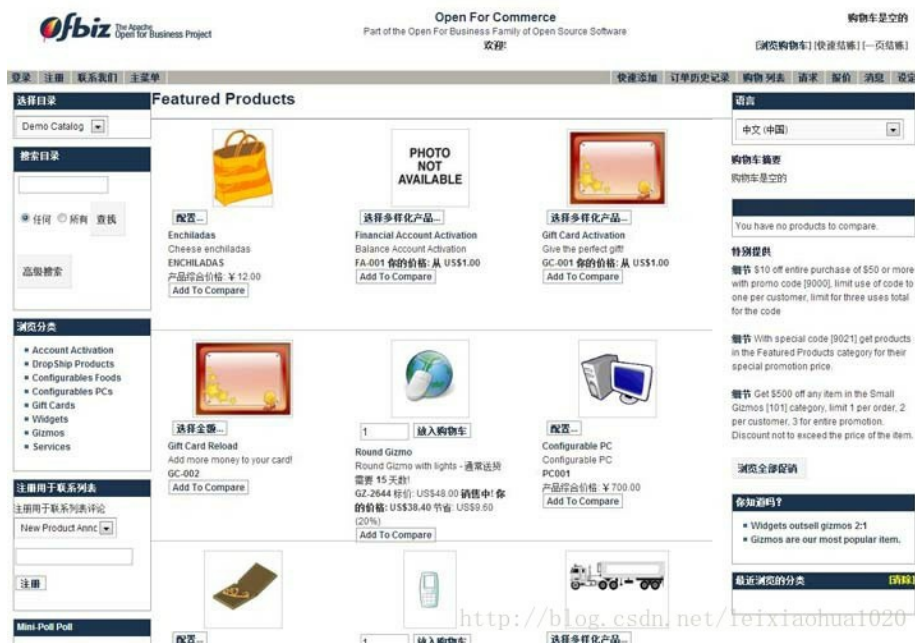 Ofbiz The Apache
Open for Business Project
Open For Commerce
Part of the Open For Business Family of Open Source Software
欢迎!
购物车是空的
[浏览购物车] [快速结账] [一页结账]
登录 注册 联系我们 主菜单
快速添加 订单历史记录 购物列表 请求 报价 消息 设定
选择目录
Demo Catalog
搜索目录
任何 所有 查找
高级搜索
浏览分类
Account Activation
DropShip Products
Configurables Foods
Configurables PCs
Gift Cards
Widgets
Gizmos
Services
注册用于联系列表
注册用于联系列表评论
New Product Annc
注册
Mini-Poll Poll
Featured Products
配置...
Enchiladas
Cheese enchiladas
ENCHILADAS
产品综合价格: ¥ 12.00
Add To Compare
PHOTO
NOT
AVAILABLE
选择多样化产品...
Financial Account Activation
Balance Account Activation
FA-001 你的价格: 从 US$1.00
Add To Compare
选择多样化产品...
Gift Card Activation
Give the perfect gift!
GC-001 你的价格: 从 US$1.00
Add To Compare
选择金额...
Gift Card Reload
Add more money to your card!
GC-002
Add To Compare
1 放入购物车
Round Gizmo
Round Gizmo with lights - 通常送货
需要 15 天数!
GZ-2644 标价: US$48.00 销售中! 你
的价格: US$38.40 节省: US$9.60
(20%)
Add To Compare
配置...
Configurable PC
Configurable PC
PC001
产品综合价格: ¥ 700.00
Add To Compare
配置...
1 放入购物车
选择多样化产品...
语言
中文 (中国)
购物车摘要
购物车是空的
You have no products to compare.
特别提供
细节 $10 off entire purchase of $50 or more
with promo code [9000], limit use of code to
one per customer, limit for three uses total
for the code
细节 With special code [9021] get products
in the Featured Products category for their
special promotion price.
细节 Get $500 off any item in the Small
Gizmos [101] category, limit 1 per order, 2
per customer, 3 for entire promotion.
Discount not to exceed the price of the item.
浏览全部促销
你知道吗?
Widgets outsell gizmos 2:1
Gizmos are our most popular item.
最近浏览的分类 [清除]
http://blog.csdn.net/leixiaohua1020